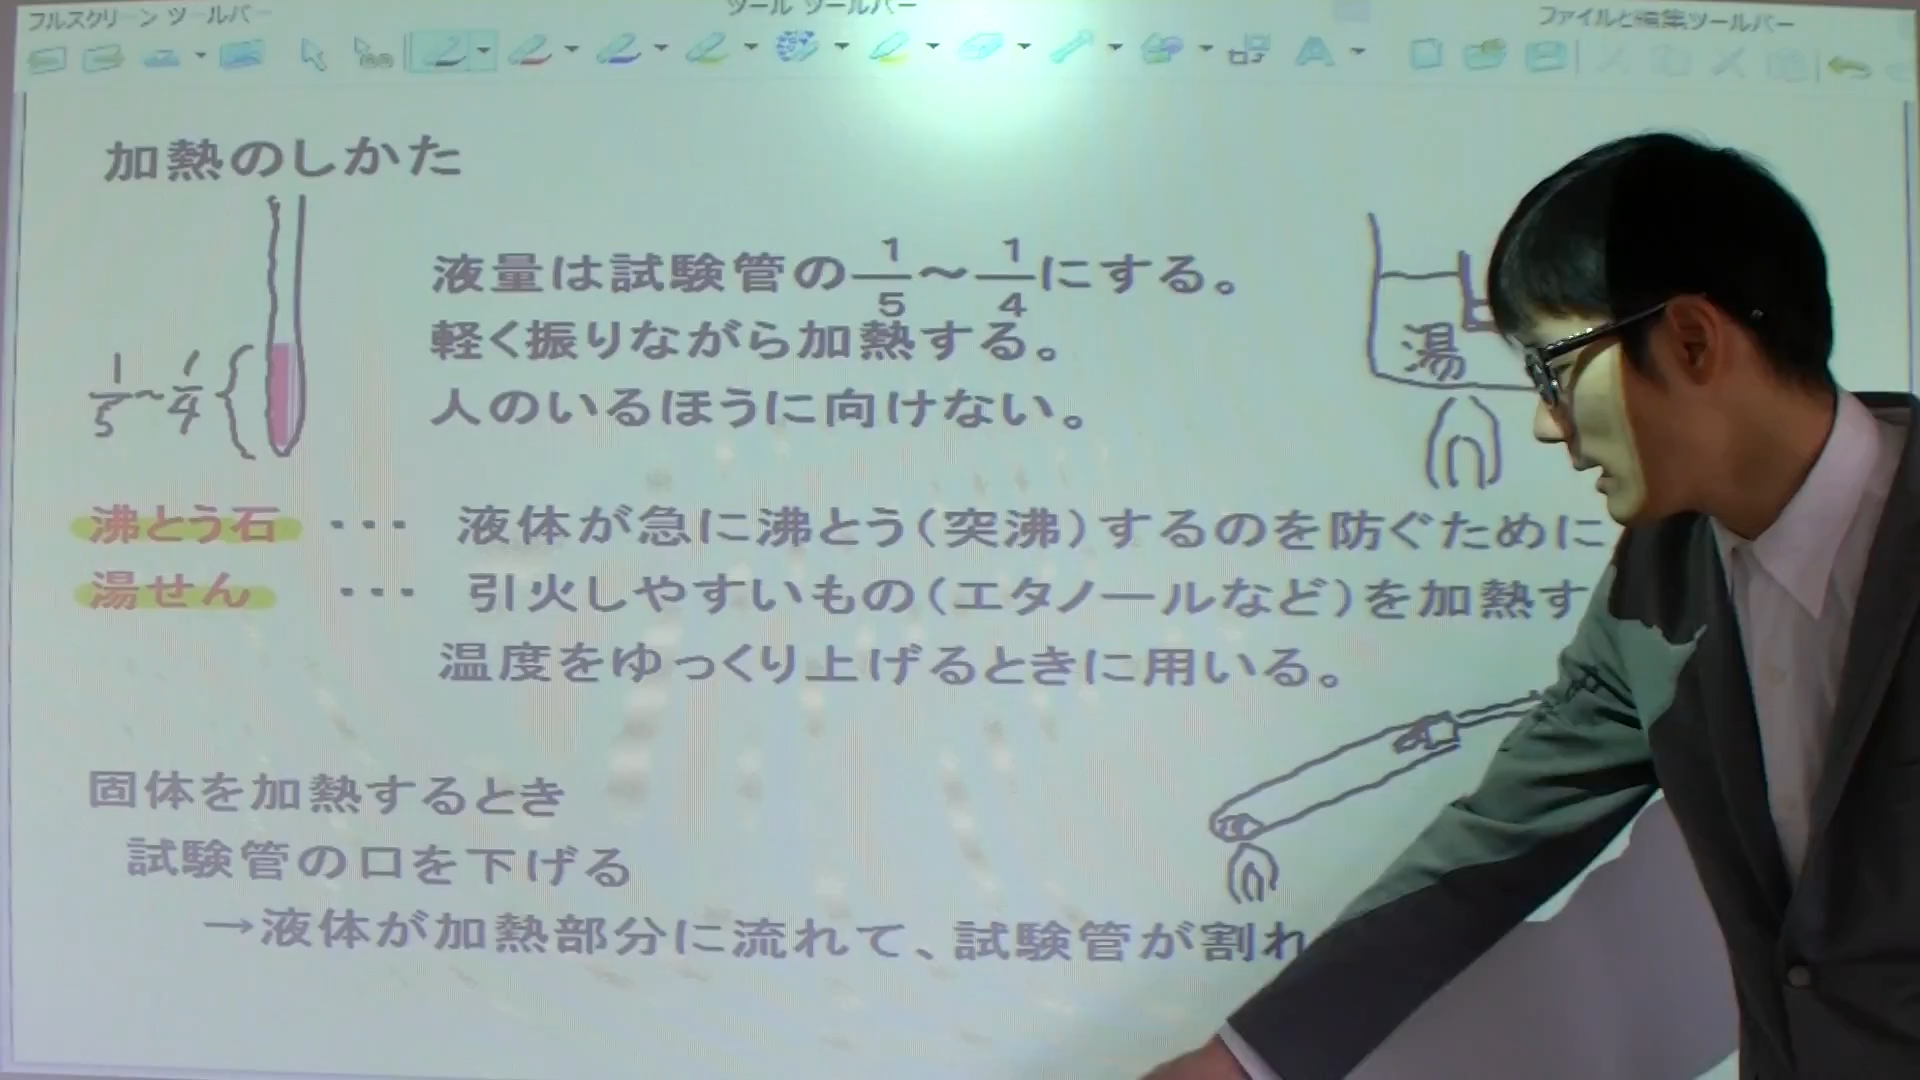 フルスクリーン ツールバー
ツール ツールバー
ファイルと編集ツールバー
加熱のしかた
液量は試験管の1/5〜1/4にする。
軽く振りながら加熱する。
人のいるほうに向けない。
1/5〜1/4
湯
沸とう石 ・・・ 液体が急に沸とう(突沸)するのを防ぐために
湯せん ・・・ 引火しやすいもの(エタノールなど)を加熱す
温度をゆっくり上げるときに用いる。
固体を加熱するとき
試験管の口を下げる
→液体が加熱部分に流れて、試験管が割れ